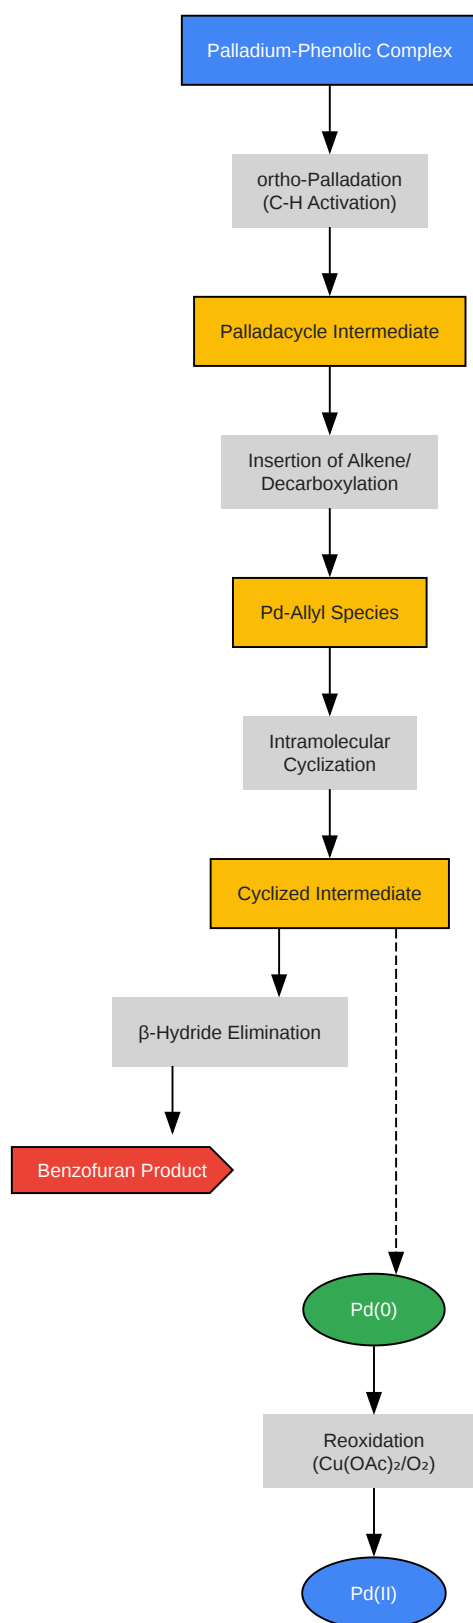 Palladium-Phenolic Complex
ortho-Palladation
(C-H Activation)
Palladacycle Intermediate
Insertion of Alkene/
Decarboxylation
Pd-Allyl Species
Intramolecular
Cyclization
Cyclized Intermediate
β-Hydride Elimination
Benzofuran Product
Pd(0)
Reoxidation
(Cu(OAc)₂/O₂)
Pd(II)